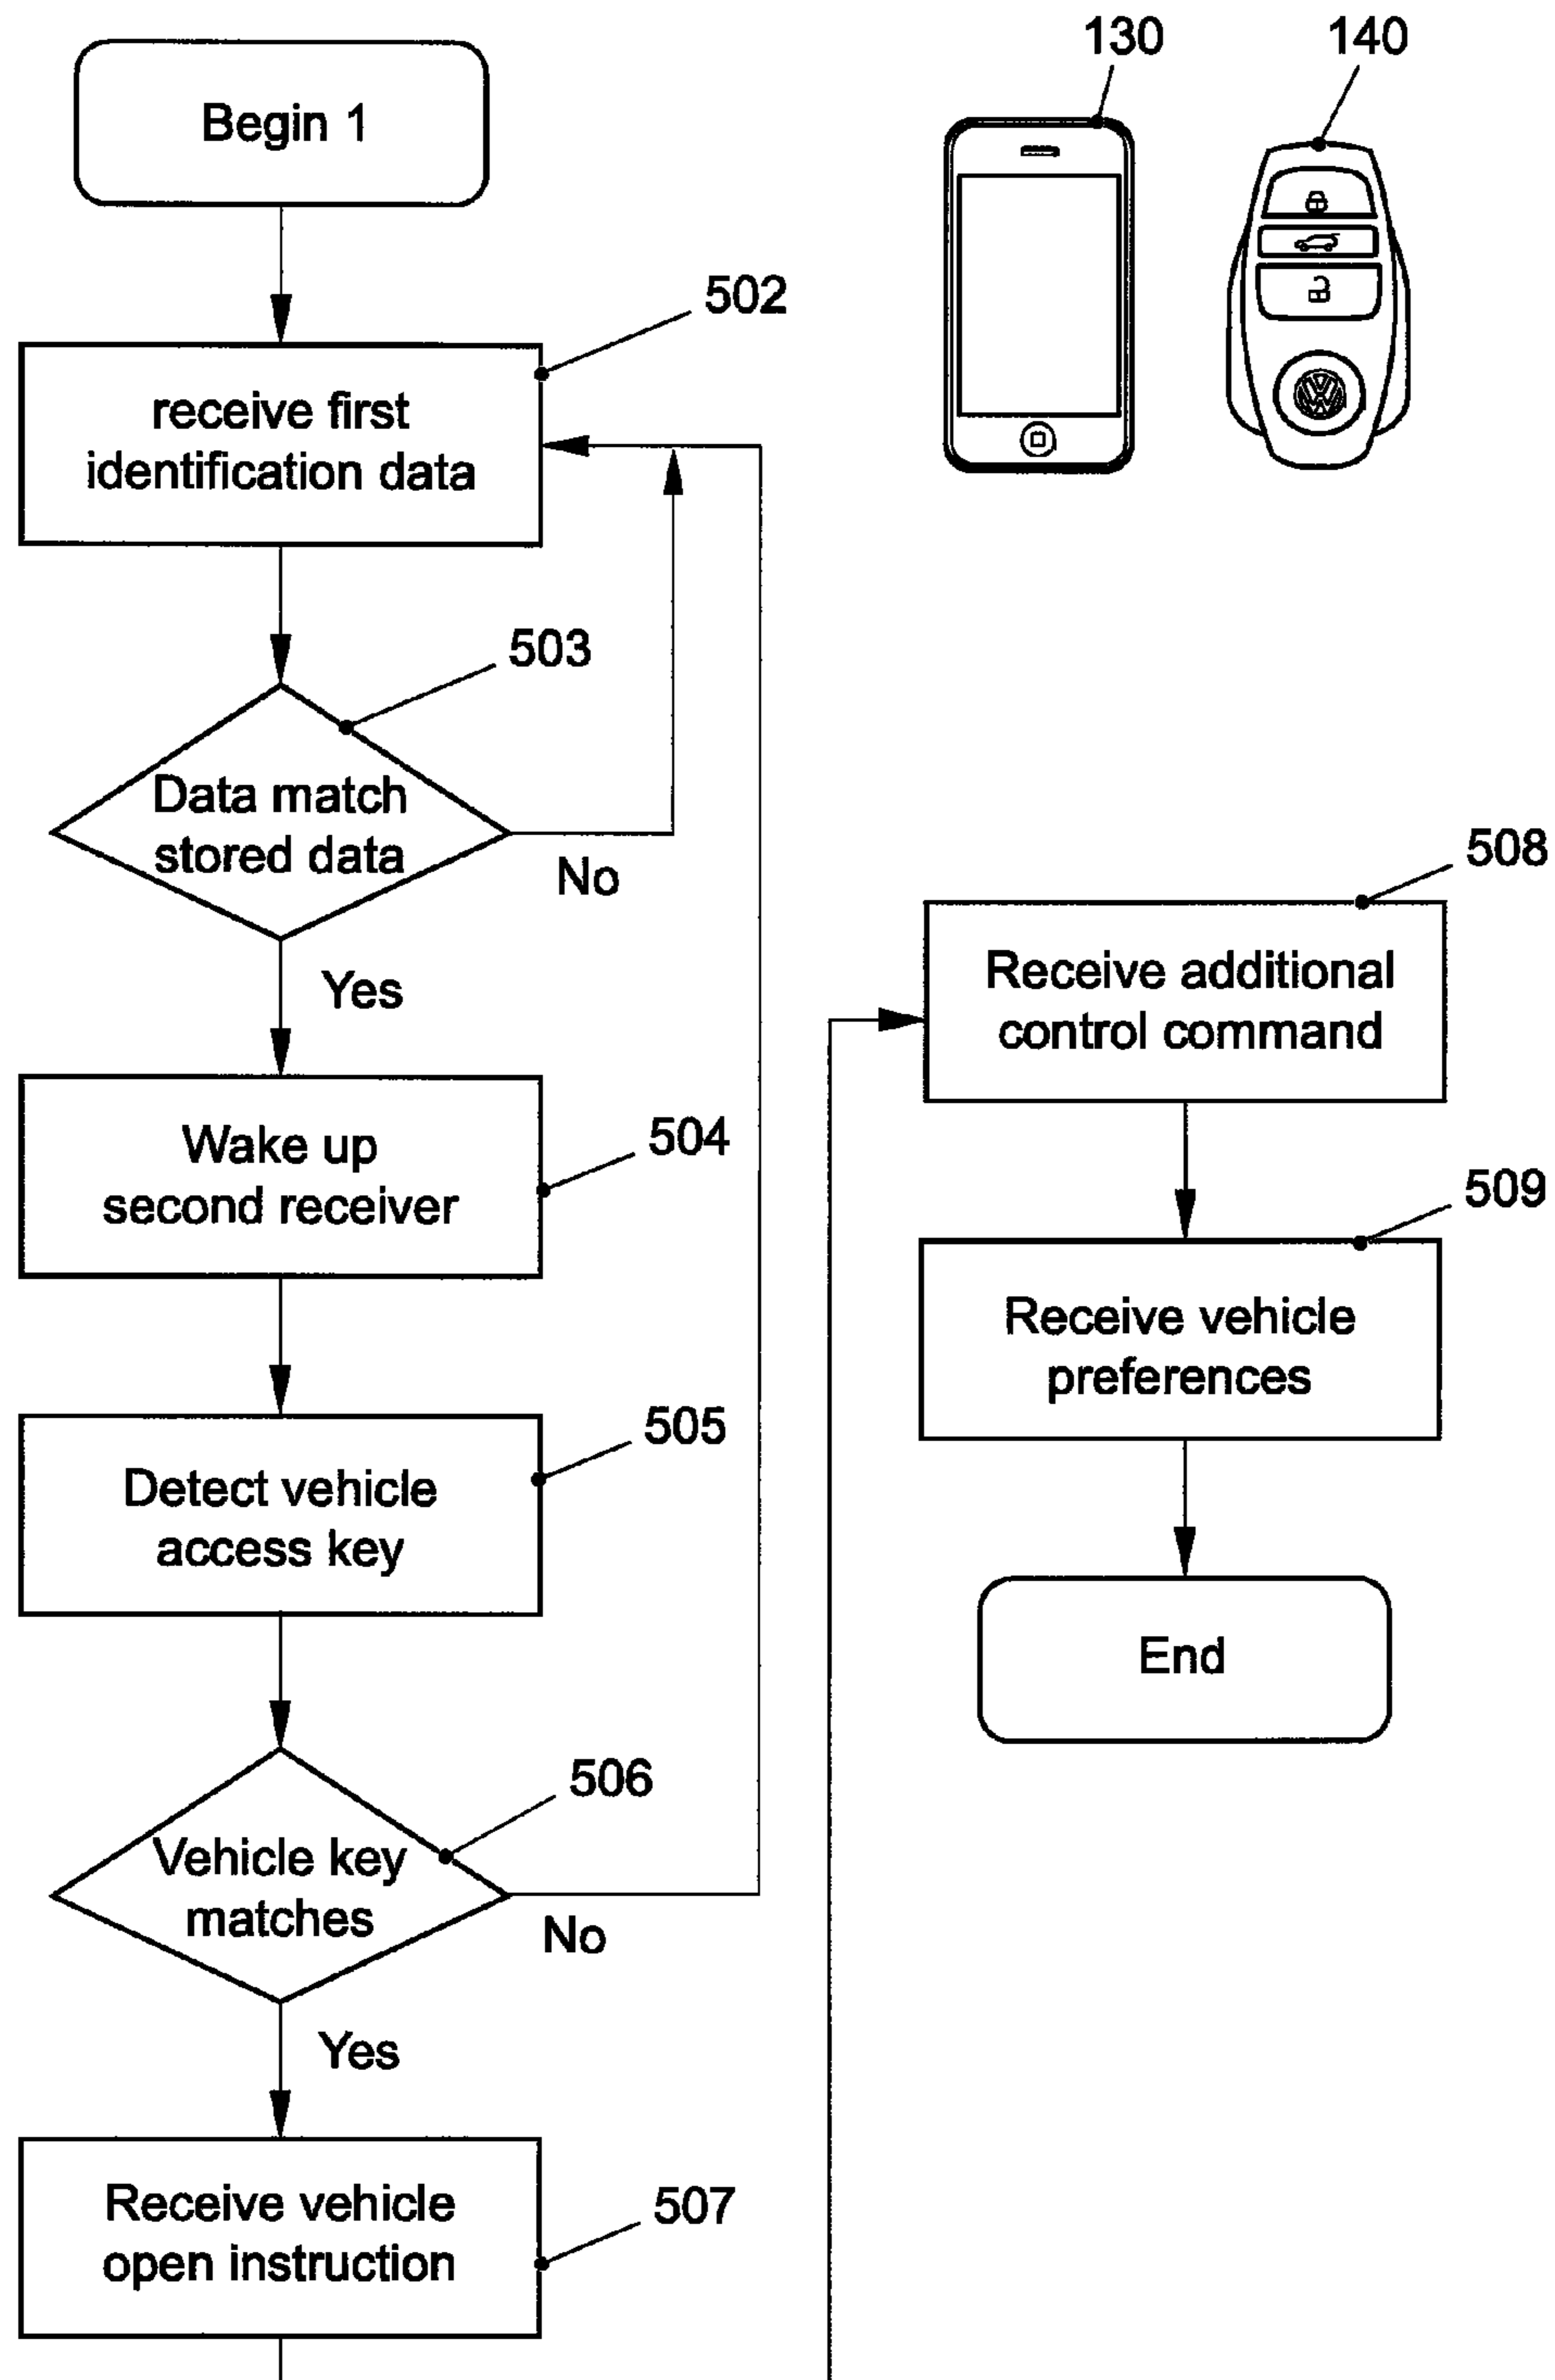 Begin 1
130
140
502
receive first
identification data
503
Data match
stored data
No
Yes
Wake up
second receiver
504
505
Detect vehicle
access key
506
Vehicle key
matches
No
Yes
Receive vehicle
open instruction
507
508
Receive additional
control command
509
Receive vehicle
preferences
End
VW